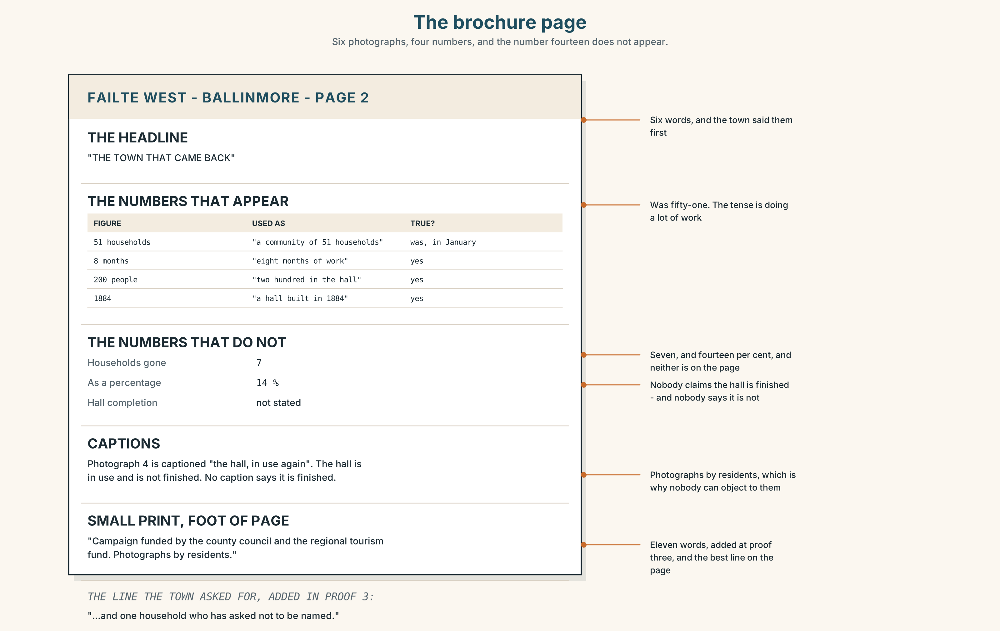 The brochure page
Six photographs, four numbers, and the number fourteen does not appear.
FAILTE WEST - BALLINMORE - PAGE 2
THE HEADLINE
"THE TOWN THAT CAME BACK"
Six words, and the town said them
first
THE NUMBERS THAT APPEAR
Was fifty-one. The tense is doing
a lot of work
FIGURE USED AS TRUE?
51 households "a community of 51 households" was, in January
8 months "eight months of work" yes
200 people "two hundred in the hall" yes
1884 "a hall built in 1884" yes
THE NUMBERS THAT DO NOT
Households gone 7
As a percentage 14 %
Hall completion not stated
Seven, and fourteen per cent, and
neither is on the page
Nobody claims the hall is finished
- and nobody says it is not
CAPTIONS
Photograph 4 is captioned "the hall, in use again". The hall is
in use and is not finished. No caption says it is finished.
Photographs by residents, which is
why nobody can object to them
SMALL PRINT, FOOT OF PAGE
"Campaign funded by the county council and the regional tourism
fund. Photographs by residents."
Eleven words, added at proof
three, and the best line on the
page
THE LINE THE TOWN ASKED FOR, ADDED IN PROOF 3:
"...and one household who has asked not to be named."